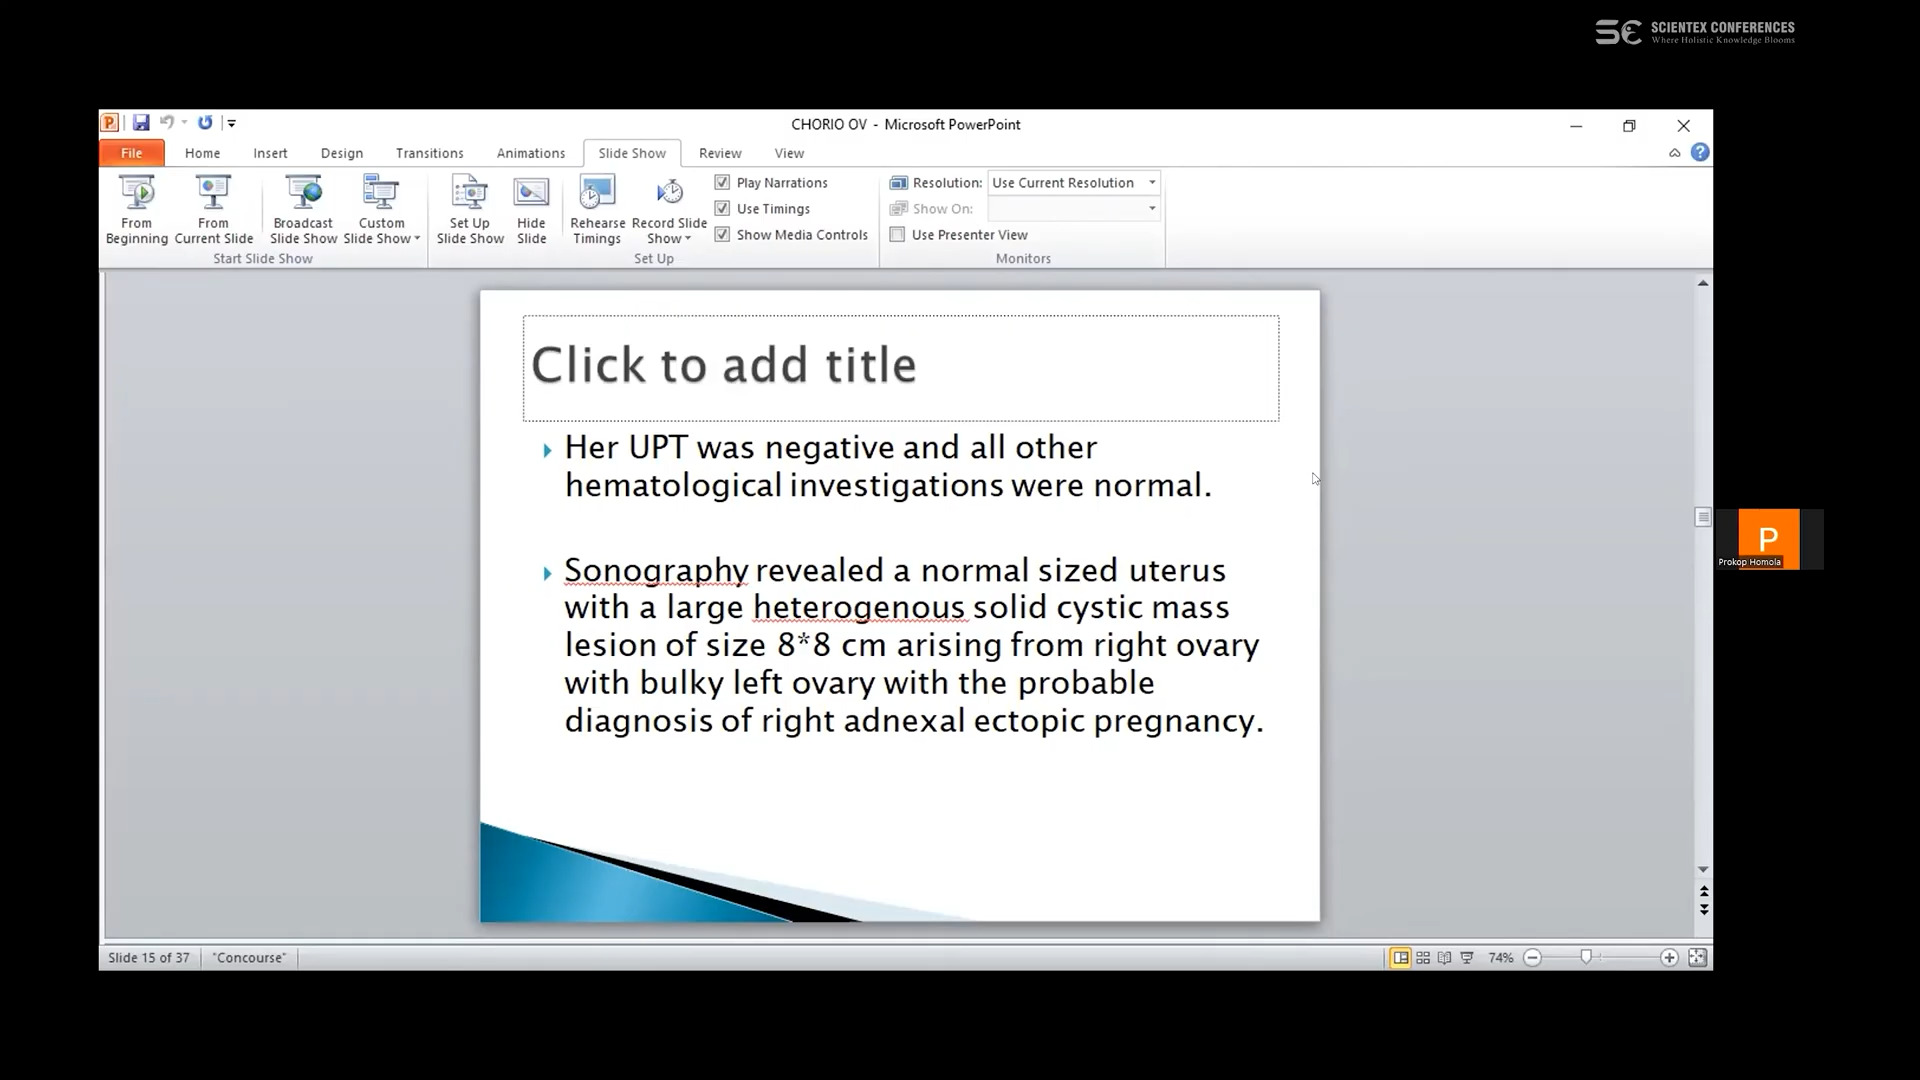 SCIENTEX CONFERENCES
Where Holistic Knowledge Blooms
CHORIO OV - Microsoft PowerPoint
File Home Insert Design Transitions Animations Slide Show Review View
From Beginning
From Current Slide
Broadcast Slide Show
Custom Slide Show
Set Up Slide Show
Hide Slide
Rehearse Timings
Record Slide Show
Play Narrations
Use Timings
Show Media Controls
Resolution: Use Current Resolution
Show On:
Use Presenter View
Start Slide Show
Set Up
Monitors
Click to add title
Her UPT was negative and all other
hematological investigations were normal.
Sonography revealed a normal sized uterus
with a large heterogenous solid cystic mass
lesion of size 8*8 cm arising from right ovary
with bulky left ovary with the probable
diagnosis of right adnexal ectopic pregnancy.
P
Prokop Homola
Slide 15 of 37 "Concourse" 74%